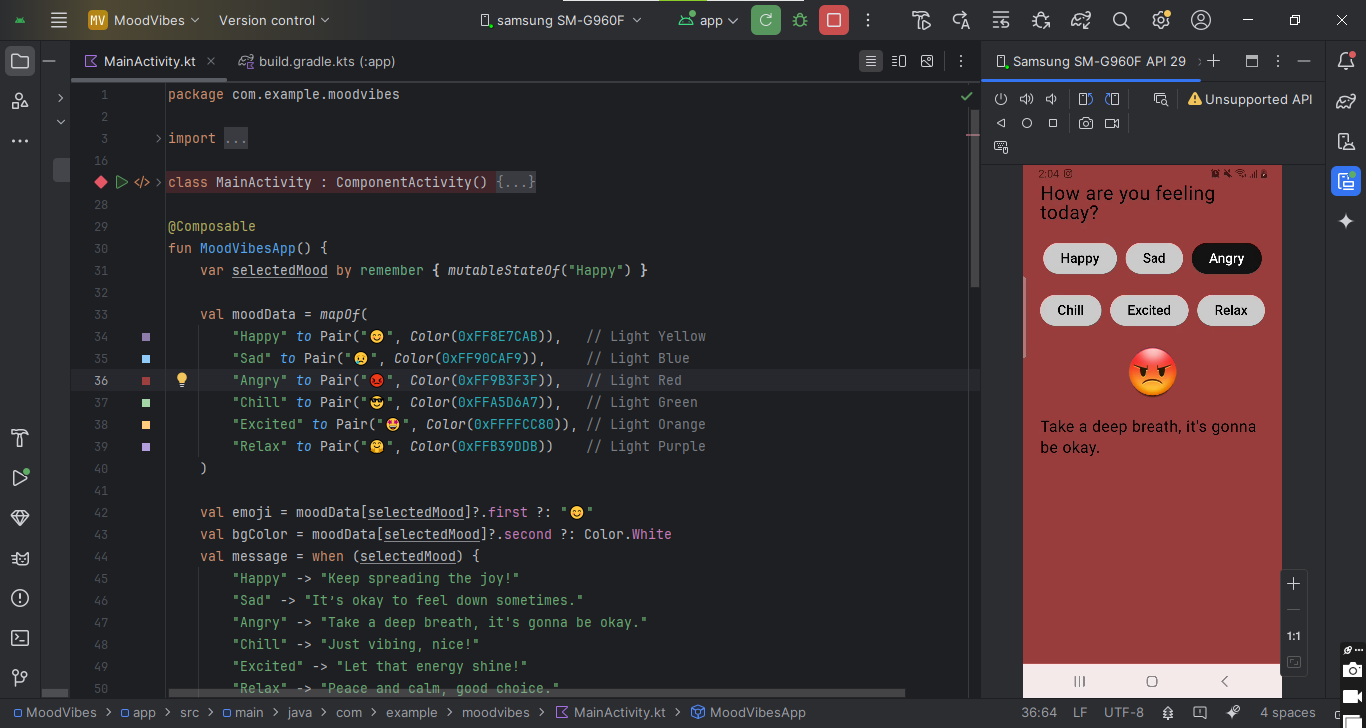 MV MoodVibes Version control samsung SM-G960F app
MainActivity.kt build.gradle.kts (:app) Samsung SM-G960F API 29
1 package com.example.moodvibes
2
3 import ...
16
class MainActivity : ComponentActivity() {...}
28
29 @Composable
30 fun MoodVibesApp() {
31 var selectedMood by remember { mutableStateOf("Happy") }
32
33 val moodData = mapOf(
34 "Happy" to Pair("😊", Color(0xFF8E7CAB)), // Light Yellow
35 "Sad" to Pair("😢", Color(0xFF90CAF9)), // Light Blue
36 "Angry" to Pair("😡", Color(0xFF9B3F3F)), // Light Red
37 "Chill" to Pair("😎", Color(0xFFA5D6A7)), // Light Green
38 "Excited" to Pair("🤩", Color(0xFFFFCC80)), // Light Orange
39 "Relax" to Pair("🤗", Color(0xFFB39DDB)) // Light Purple
40 )
41
42 val emoji = moodData[selectedMood]?.first ?: "😊"
43 val bgColor = moodData[selectedMood]?.second ?: Color.White
44 val message = when (selectedMood) {
45 "Happy" -> "Keep spreading the joy!"
46 "Sad" -> "It’s okay to feel down sometimes."
47 "Angry" -> "Take a deep breath, it's gonna be okay."
48 "Chill" -> "Just vibing, nice!"
49 "Excited" -> "Let that energy shine!"
50 "Relax" -> "Peace and calm, good choice."
Unsupported API
2:04
How are you feeling
today?
Happy Sad Angry
Chill Excited Relax
Take a deep breath, it's gonna
be okay.
1:1
MoodVibes > app > src > main > java > com > example > moodvibes > MainActivity.kt > MoodVibesApp 36:64 LF UTF-8 4 spaces